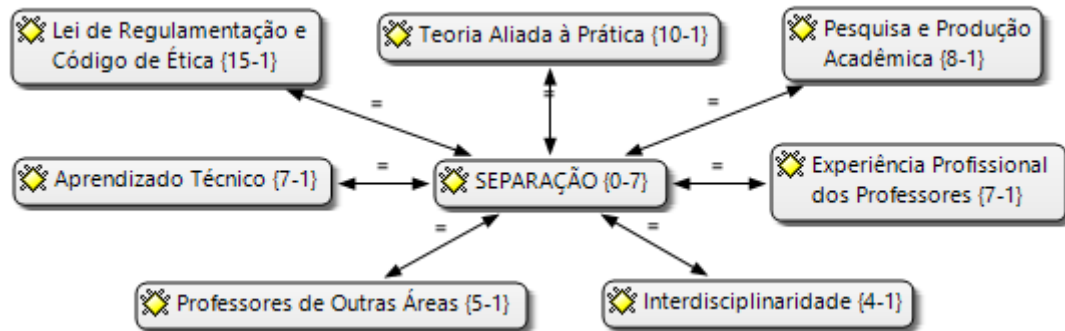 Lei de Regulamentação e
Código de Ética {15-1}
Teoria Aliada à Prática {10-1}
Pesquisa e Produção
Acadêmica {8-1}
=
=
=
Aprendizado Técnico {7-1}
=
SEPARAÇÃO {0-7}
=
Experiência Profissional
dos Professores {7-1}
=
=
Professores de Outras Áreas {5-1}
Interdisciplinaridade {4-1}